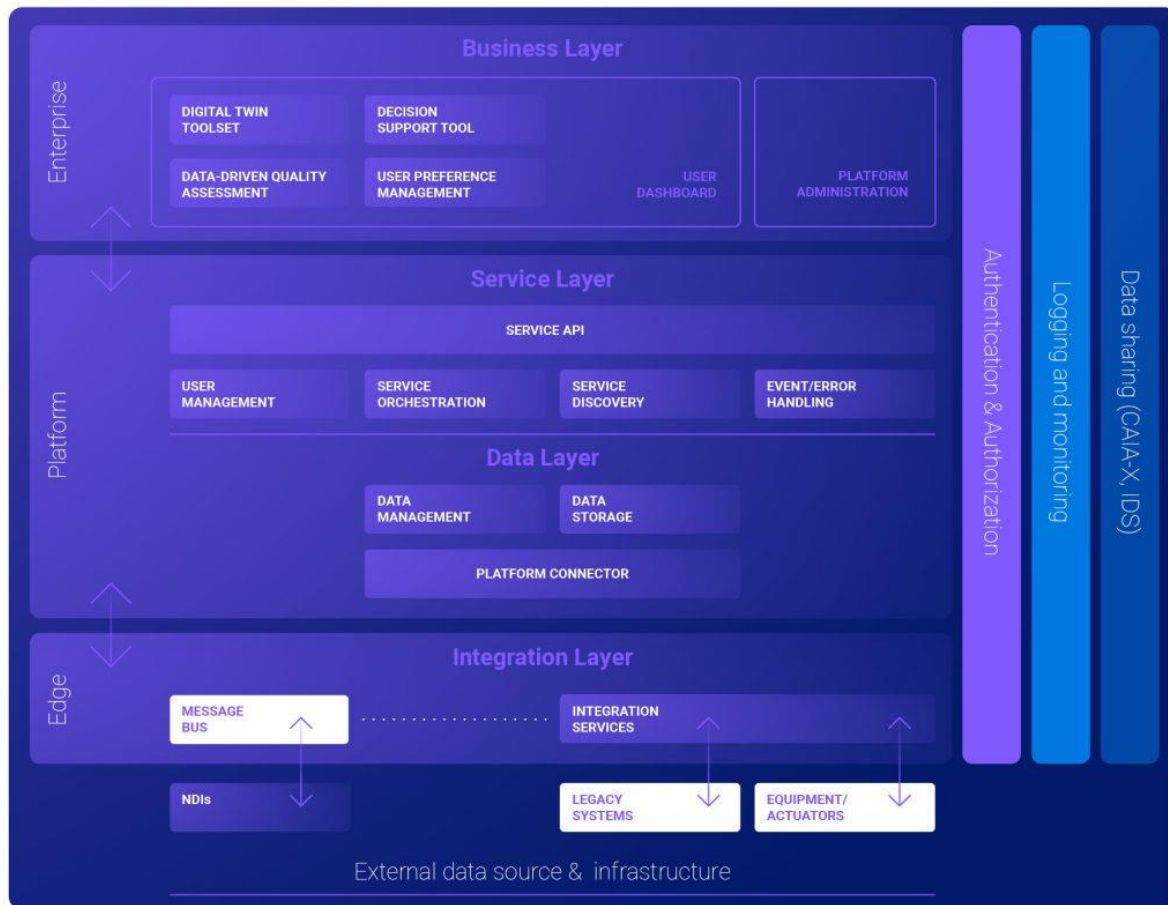 Enterprise
Business Layer
DIGITAL TWIN
TOOLSET
DECISION
SUPPORT TOOL
DATA-DRIVEN QUALITY
ASSESSMENT
USER PREFERENCE
MANAGEMENT
USER
DASHBOARD
PLATFORM
ADMINISTRATION
Platform
Service Layer
SERVICE API
USER
MANAGEMENT
SERVICE
ORCHESTRATION
SERVICE
DISCOVERY
EVENT/ERROR
HANDLING
Data Layer
DATA
MANAGEMENT
DATA
STORAGE
PLATFORM CONNECTOR
Edge
Integration Layer
MESSAGE
BUS
INTEGRATION
SERVICES
NDIs
LEGACY
SYSTEMS
EQUIPMENT/
ACTUATORS
External data source & infrastructure
Authentication & Authorization
Logging and monitoring
Data sharing (CAIA-X, IDS)